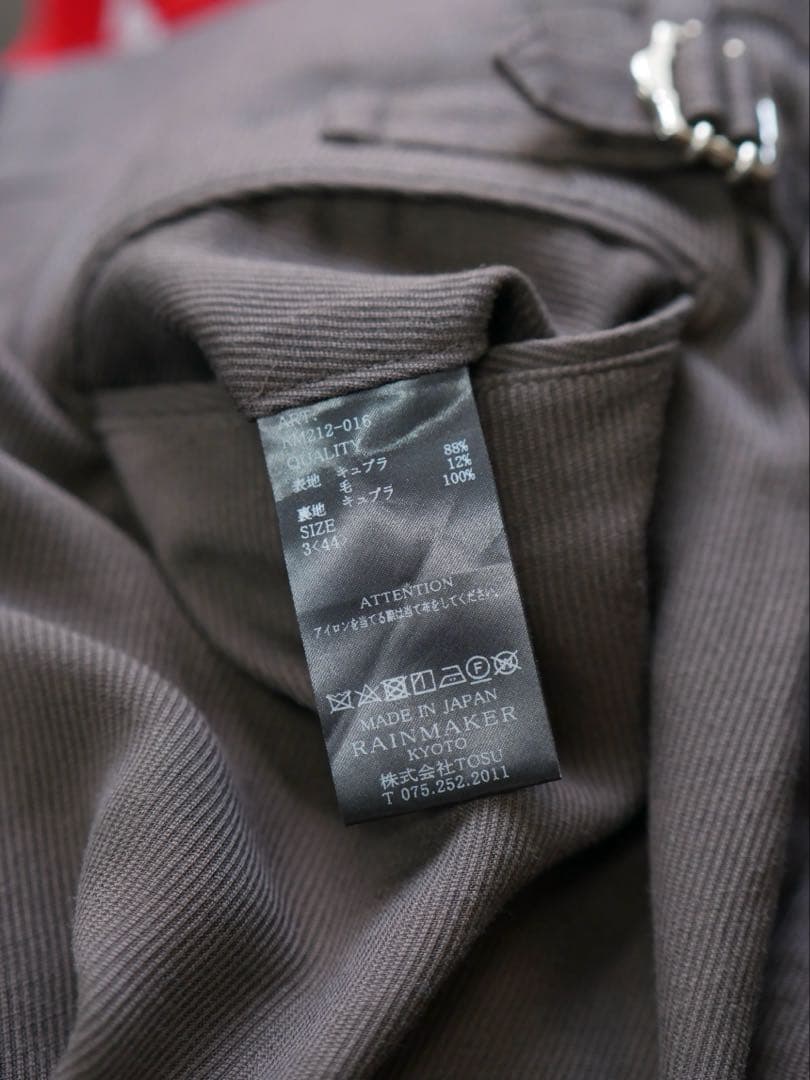 ART.
RM212-016
QUALITY
表地 キュプラ 88%
毛 12%
裏地 キュプラ 100%
SIZE
3<44>
ATTENTION
アイロンを当てる際は当て布をしてください。
MADE IN JAPAN
RAINMAKER
KYOTO
株式会社TOSU
T 075.252.2011